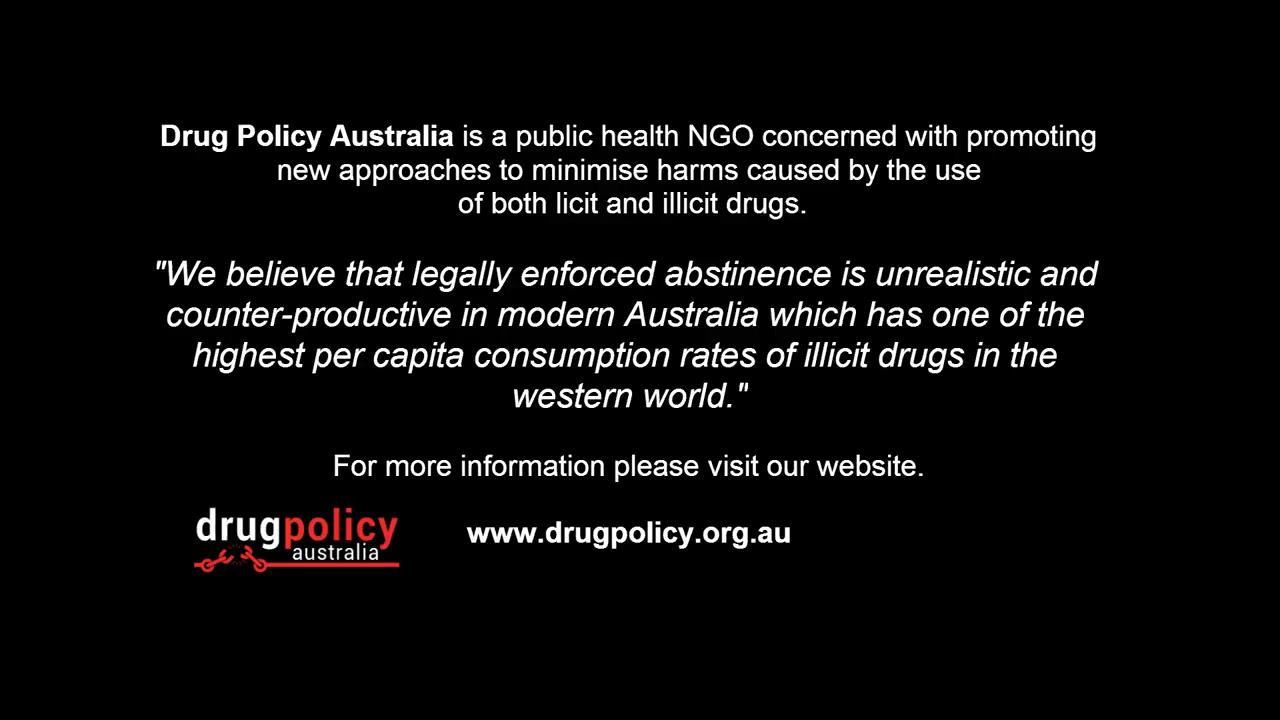 Drug Policy Australia is a public health NGO concerned with promoting
new approaches to minimise harms caused by the use
of both licit and illicit drugs.
"We believe that legally enforced abstinence is unrealistic and
counter-productive in modern Australia which has one of the
highest per capita consumption rates of illicit drugs in the
western world."
For more information please visit our website.
drugpolicy
australia
www.drugpolicy.org.au